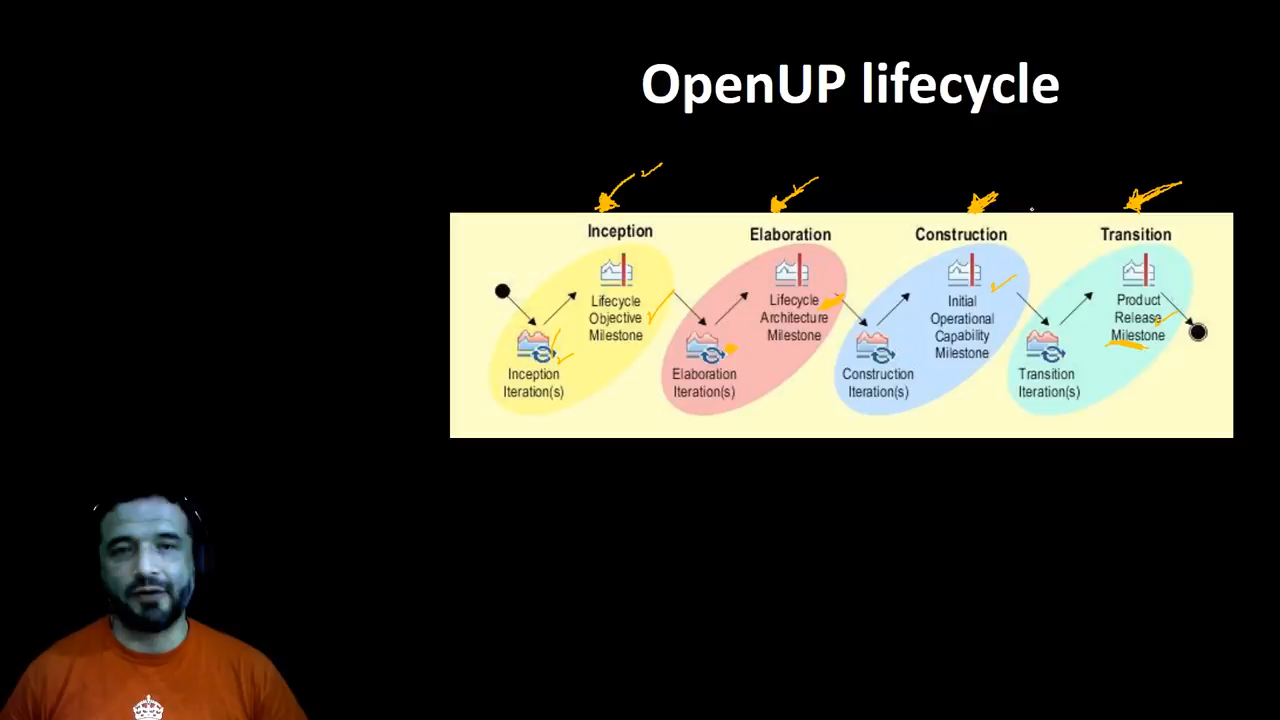 OpenUP lifecycle
Inception
Elaboration
Construction
Transition
Lifecycle
Objective
Milestone
Inception
Iteration(s)
Lifecycle
Architecture
Milestone
Elaboration
Iteration(s)
Initial
Operational
Capability
Milestone
Construction
Iteration(s)
Product
Release
Milestone
Transition
Iteration(s)